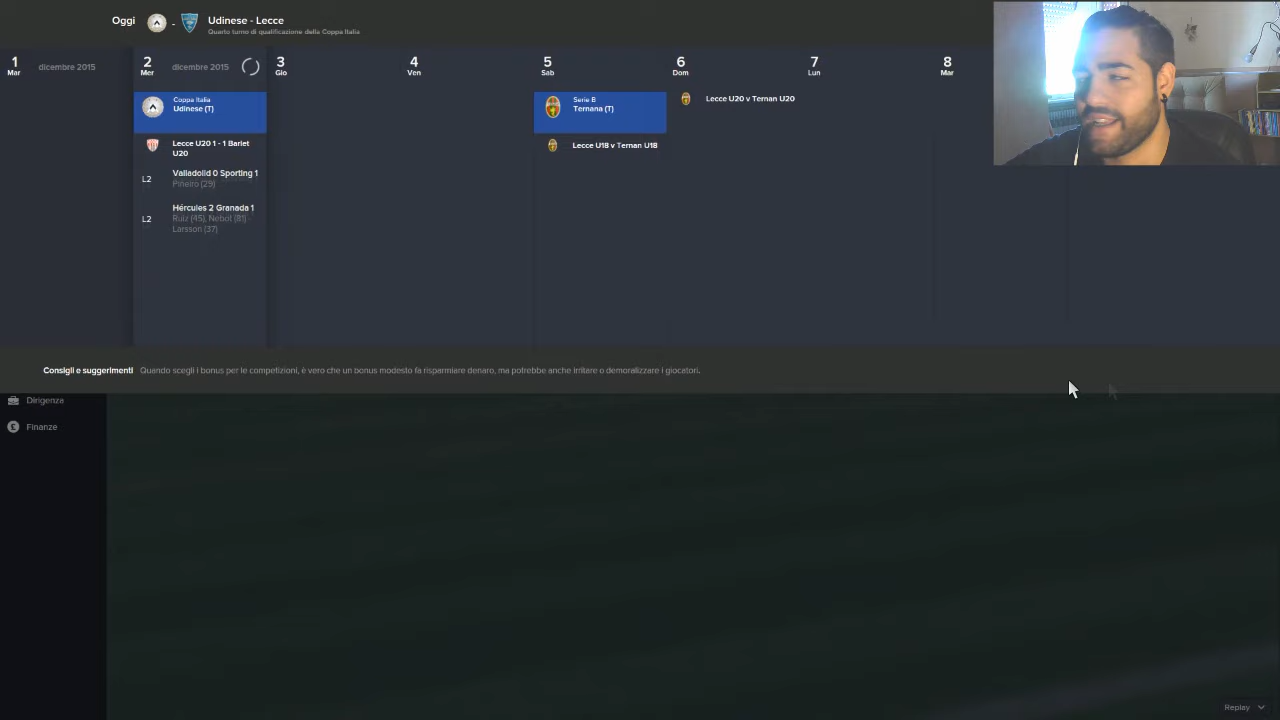 Oggi
-
Udinese - Lecce
Quarto turno di qualificazione della Coppa Italia
1
Mar
dicembre 2015
2
Mer
dicembre 2015
3
Gio
4
Ven
5
Sab
6
Dom
7
Lun
8
Mar
Coppa Italia
Udinese (T)
Lecce U20 1 - 1 Barlet
U20
L2
Valladolid 0 Sporting 1
Piñeiro (29)
L2
Hércules 2 Granada 1
Ruiz (45), Nebot (81) -
Larsson (37)
Serie B
Ternana (T)
Lecce U18 v Ternan U18
Lecce U20 v Ternan U20
Consigli e suggerimenti Quando scegli i bonus per le competizioni, è vero che un bonus modesto fa risparmiare denaro, ma potrebbe anche irritare o demoralizzare i giocatori.
Dirigenza
Finanze
Replay